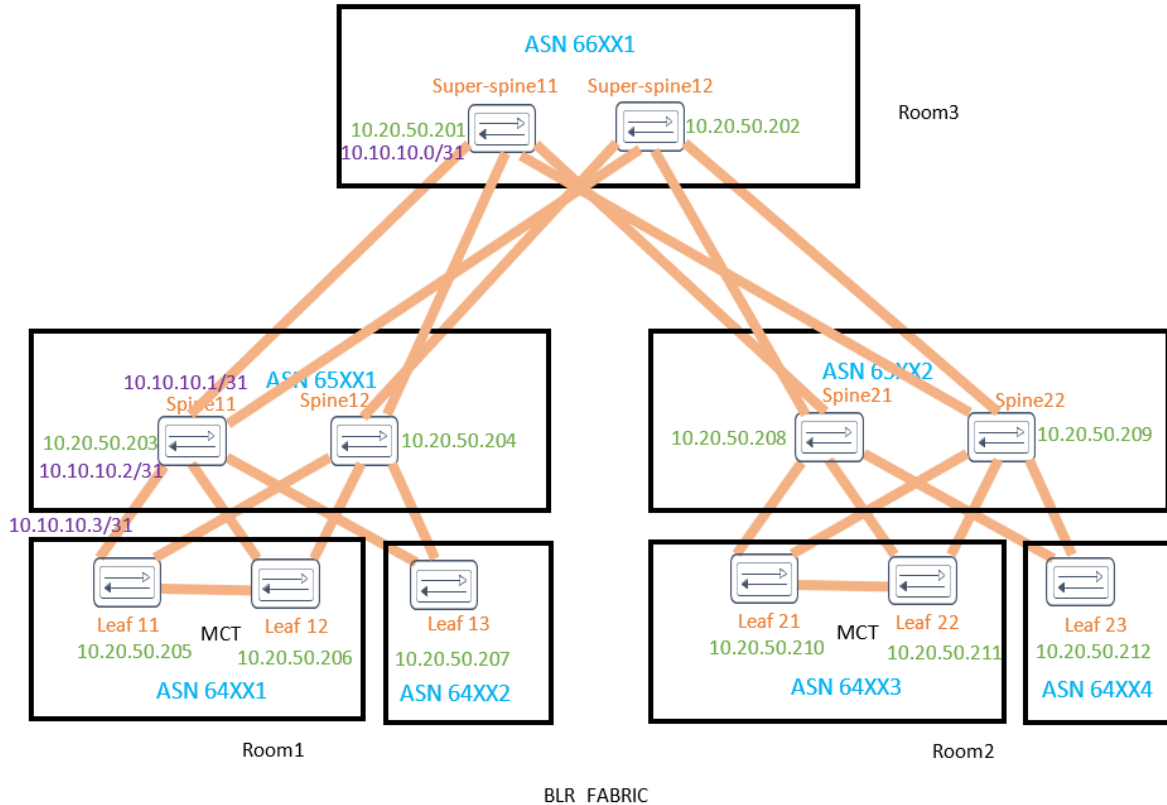 ASN 66XX1
Super-spine11 Super-spine12
10.20.50.201 10.20.50.202
10.10.10.0/31
Room3
10.10.10.1/31 ASN 65XX1
Spine11 Spine12
10.20.50.203 10.20.50.204
10.10.10.2/31
ASN 65XX2
Spine21 Spine22
10.20.50.208 10.20.50.209
10.10.10.3/31
Leaf 11 MCT Leaf 12
10.20.50.205 10.20.50.206
ASN 64XX1
Leaf 13
10.20.50.207
ASN 64XX2
Leaf 21 MCT Leaf 22
10.20.50.210 10.20.50.211
ASN 64XX3
Leaf 23
10.20.50.212
ASN 64XX4
Room1 Room2
BLR FABRIC